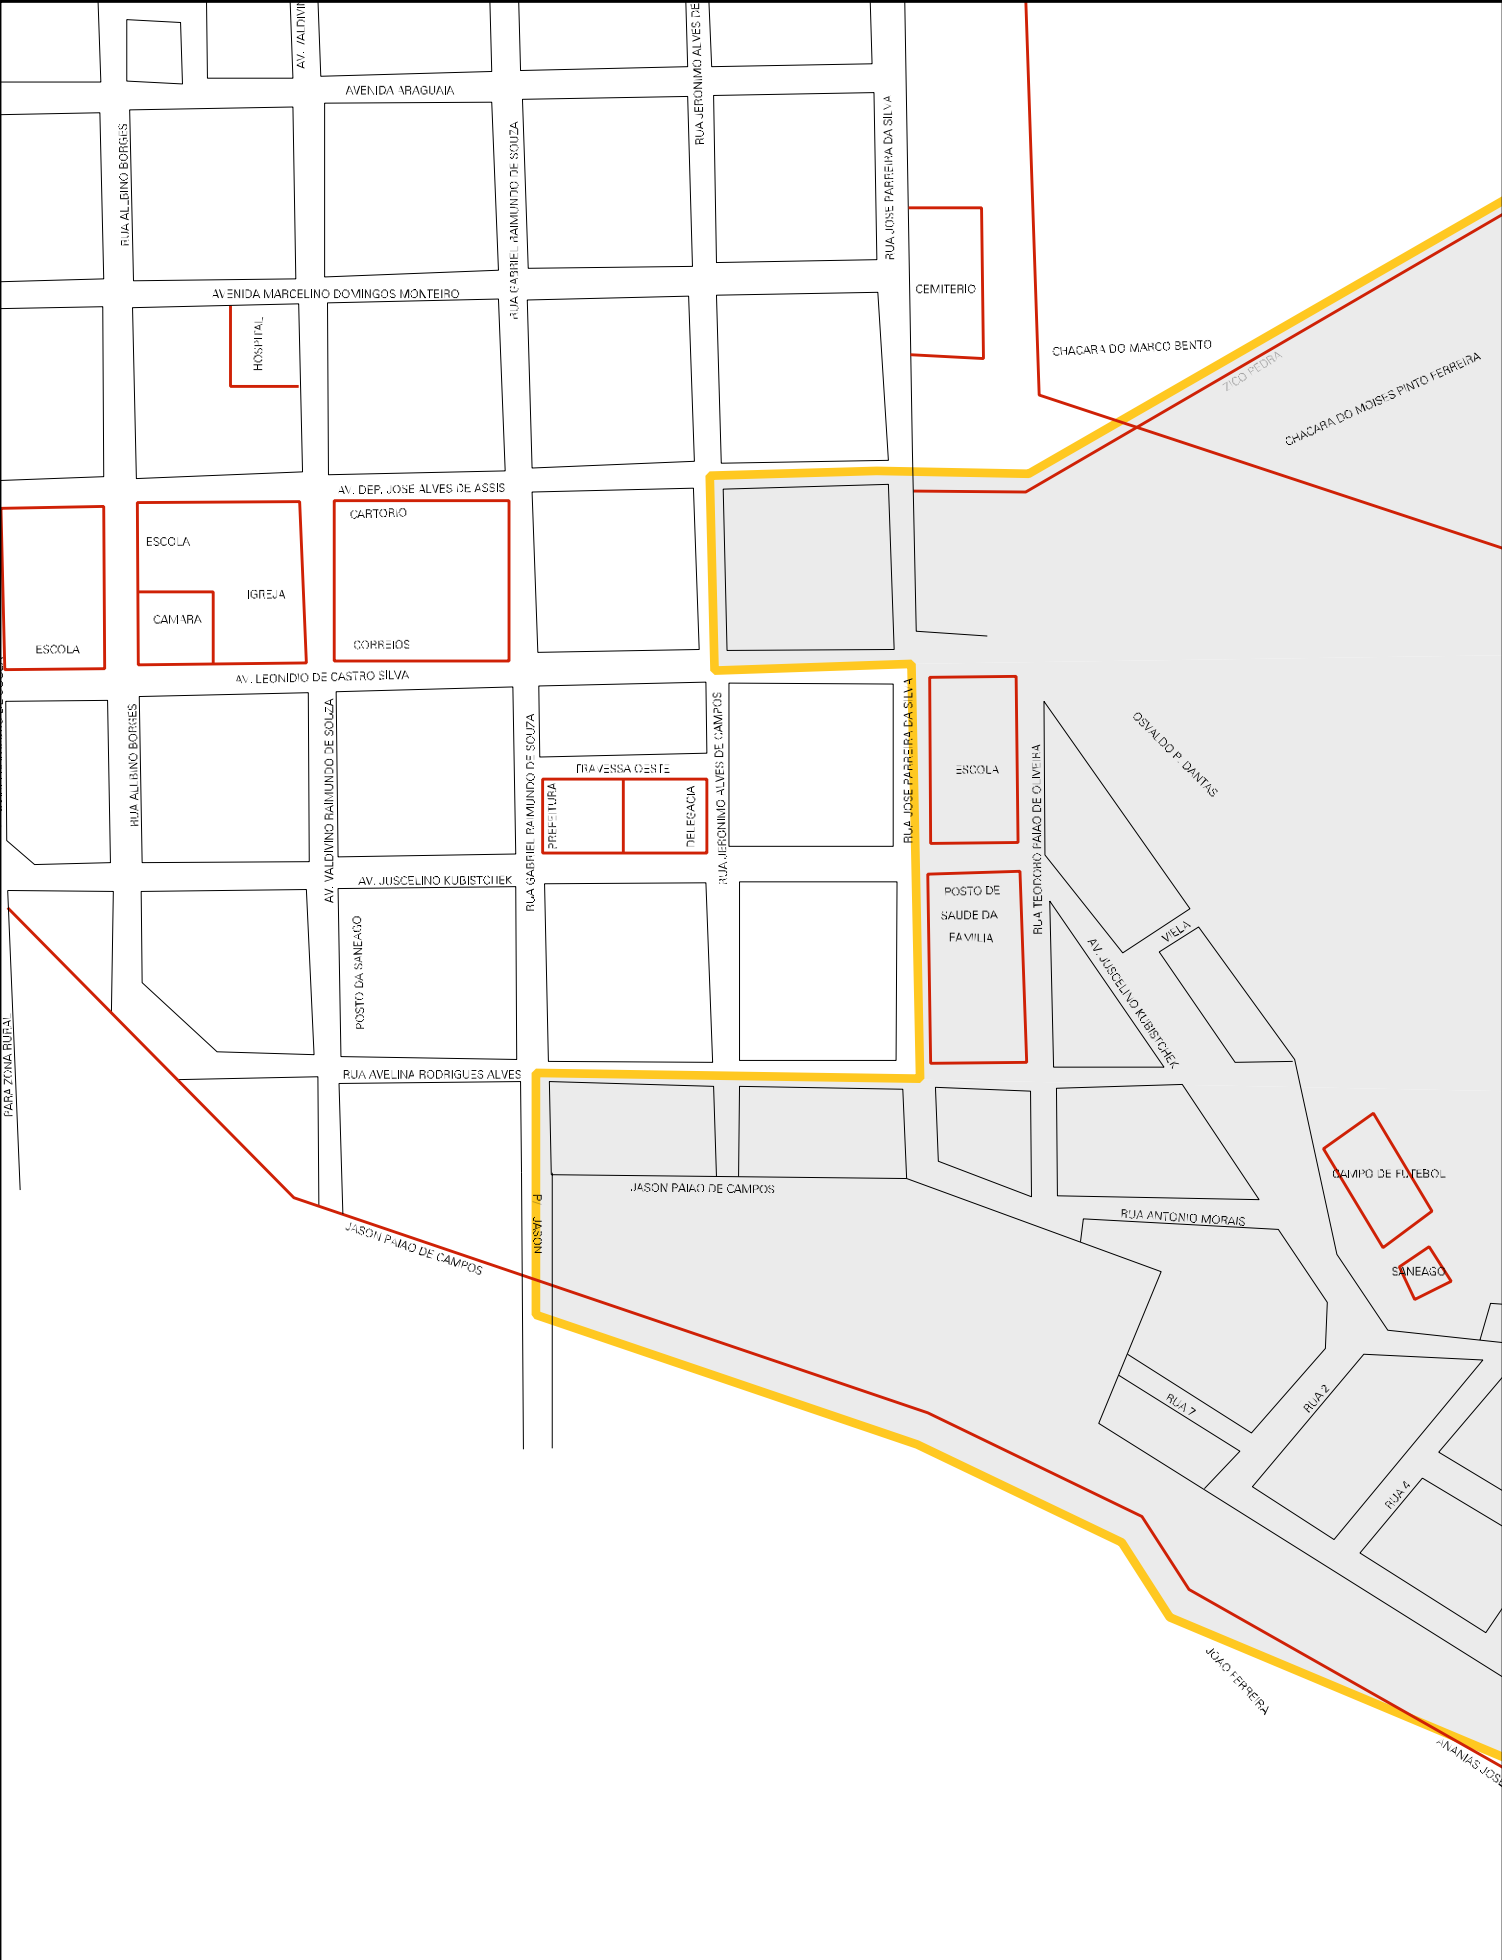 AV. VALDIVIN
RUA JERONIMO ALVES DE
AVENIDA ARAGUAIA
RUA ALLBINO BORGES
RUA GABRIEL RAIMUNDO DE SOUZA
RUA JOSE PARREIRA DA SILVA
CEMITERIO
AVENIDA MARCELINO DOMINGOS MONTEIRO
HOSPITAL
CHACARA DO MARCO BENTO
ZICO PEDRA
CHACARA DO MOISES PINTO FERREIRA
AV. DEP. JOSE ALVES DE ASSIS
CARTORIO
ESCOLA
IGREJA
CAMARA
CORREIOS
ESCOLA
AV. LEONIDIO DE CASTRO SILVA
RUA ALLBINO BORGES
AV. VALDIVINO RAIMUNDO DE SOUZA
RUA GABRIEL RAIMUNDO DE SOUZA
TRAVESSA OESTE
PREFEITURA
DELEGACIA
RUA JERONIMO ALVES DE CAMPOS
RUA JOSE PARREIRA DA SILVA
ESCOLA
RUA TEODORO PAIAO DE OLIVEIRA
OSVALDO P. DANTAS
AV. JUSCELINO KUBISTCHEK
POSTO DA SANEAGO
POSTO DE
SAUDE DA
FAMILIA
VIELA
AV. JUSCELINO KUBISTCHEK
PARA ZONA RURAL
RUA AVELINA RODRIGUES ALVES
P/ JASON
JASON PAIAO DE CAMPOS
CAMPO DE FUTEBOL
RUA ANTONIO MORAIS
JASON PAIAO DE CAMPOS
SANEAGO
RUA 7
RUA 2
RUA 4
JOAO FERREIRA
ANANIAS JOSE